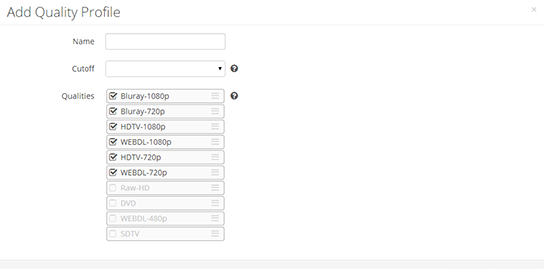 Add Quality Profile
Name
Cutoff
Qualities
Bluray-1080p
Bluray-720p
HDTV-1080p
WEBDL-1080p
HDTV-720p
WEBDL-720p
Raw-HD
DVD
WEBDL-480p
SDTV